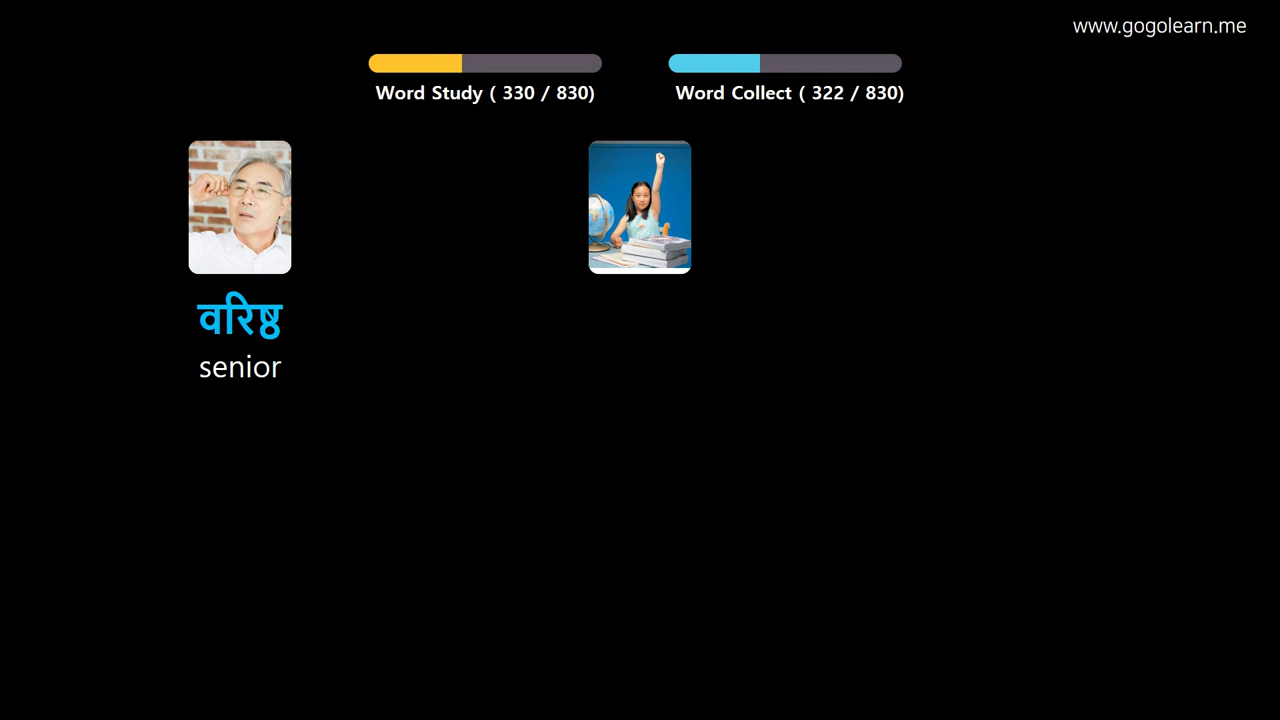 www.gogolearn.me
Word Study ( 330 / 830)
Word Collect ( 322 / 830)
वरिष्ठ
senior